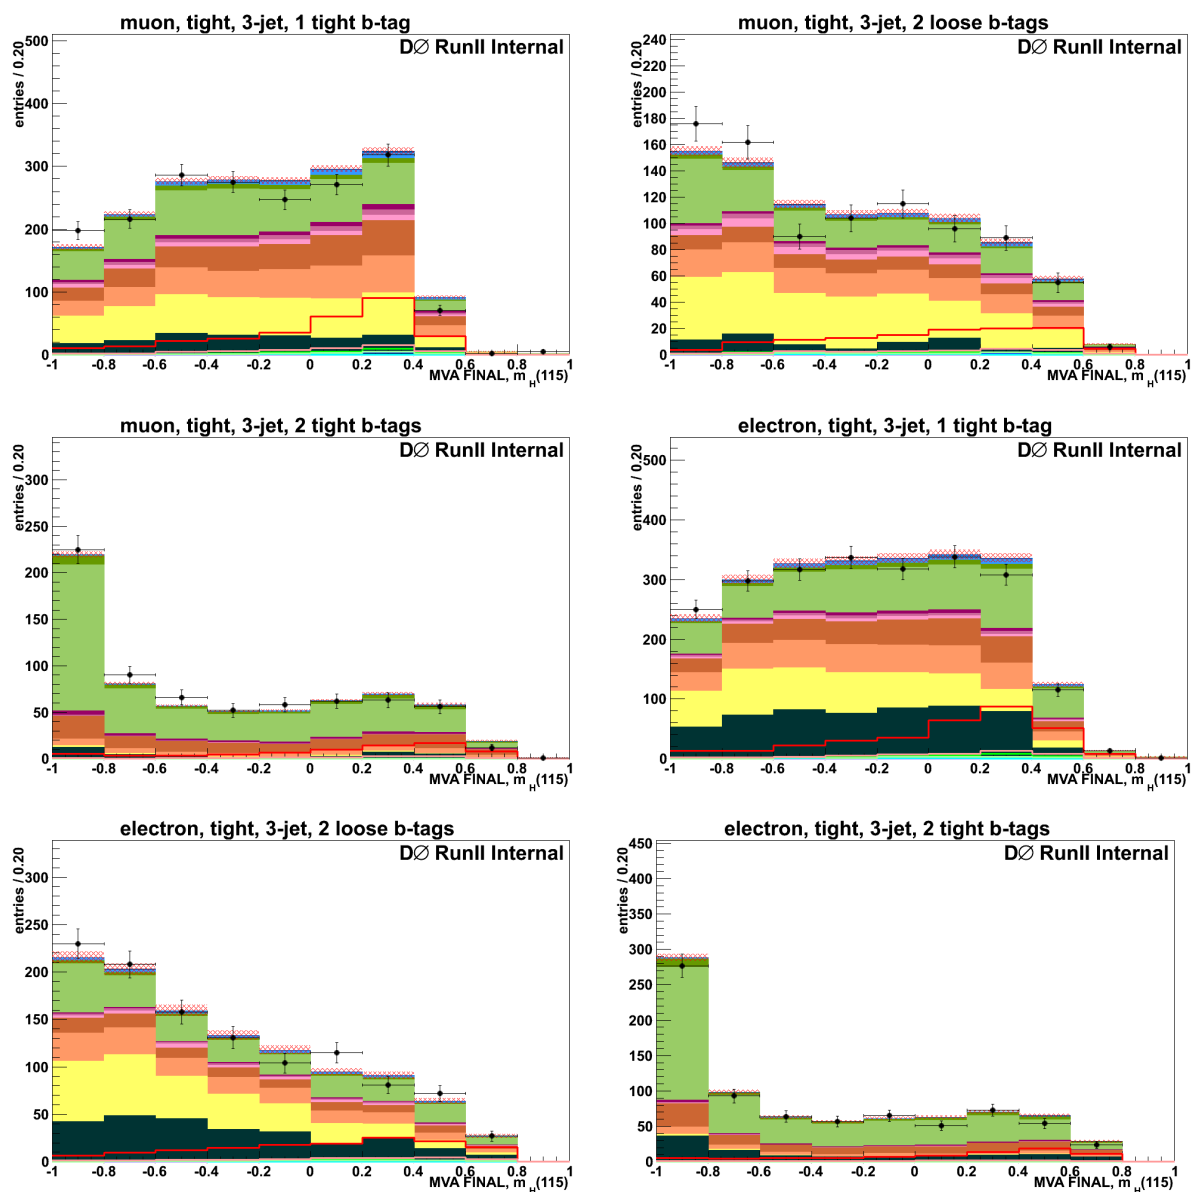 muon, tight, 3-jet, 1 tight b-tag
DØ RunII Internal
entries / 0.20
500
400
300
200
100
0
-1 -0.8 -0.6 -0.4 -0.2 0 0.2 0.4 0.6 0.8 1
MVA FINAL, m_H(115)
muon, tight, 3-jet, 2 loose b-tags
DØ RunII Internal
entries / 0.20
240
220
200
180
160
140
120
100
80
60
40
20
0
-1 -0.8 -0.6 -0.4 -0.2 0 0.2 0.4 0.6 0.8 1
MVA FINAL, m_H(115)
muon, tight, 3-jet, 2 tight b-tags
DØ RunII Internal
entries / 0.20
300
250
200
150
100
50
0
-1 -0.8 -0.6 -0.4 -0.2 0 0.2 0.4 0.6 0.8 1
MVA FINAL, m_H(115)
electron, tight, 3-jet, 1 tight b-tag
DØ RunII Internal
entries / 0.20
500
400
300
200
100
0
-1 -0.8 -0.6 -0.4 -0.2 0 0.2 0.4 0.6 0.8 1
MVA FINAL, m_H(115)
electron, tight, 3-jet, 2 loose b-tags
DØ RunII Internal
entries / 0.20
300
250
200
150
100
50
0
-1 -0.8 -0.6 -0.4 -0.2 0 0.2 0.4 0.6 0.8 1
MVA FINAL, m_H(115)
electron, tight, 3-jet, 2 tight b-tags
DØ RunII Internal
entries / 0.20
450
400
350
300
250
200
150
100
50
0
-1 -0.8 -0.6 -0.4 -0.2 0 0.2 0.4 0.6 0.8 1
MVA FINAL, m_H(115)